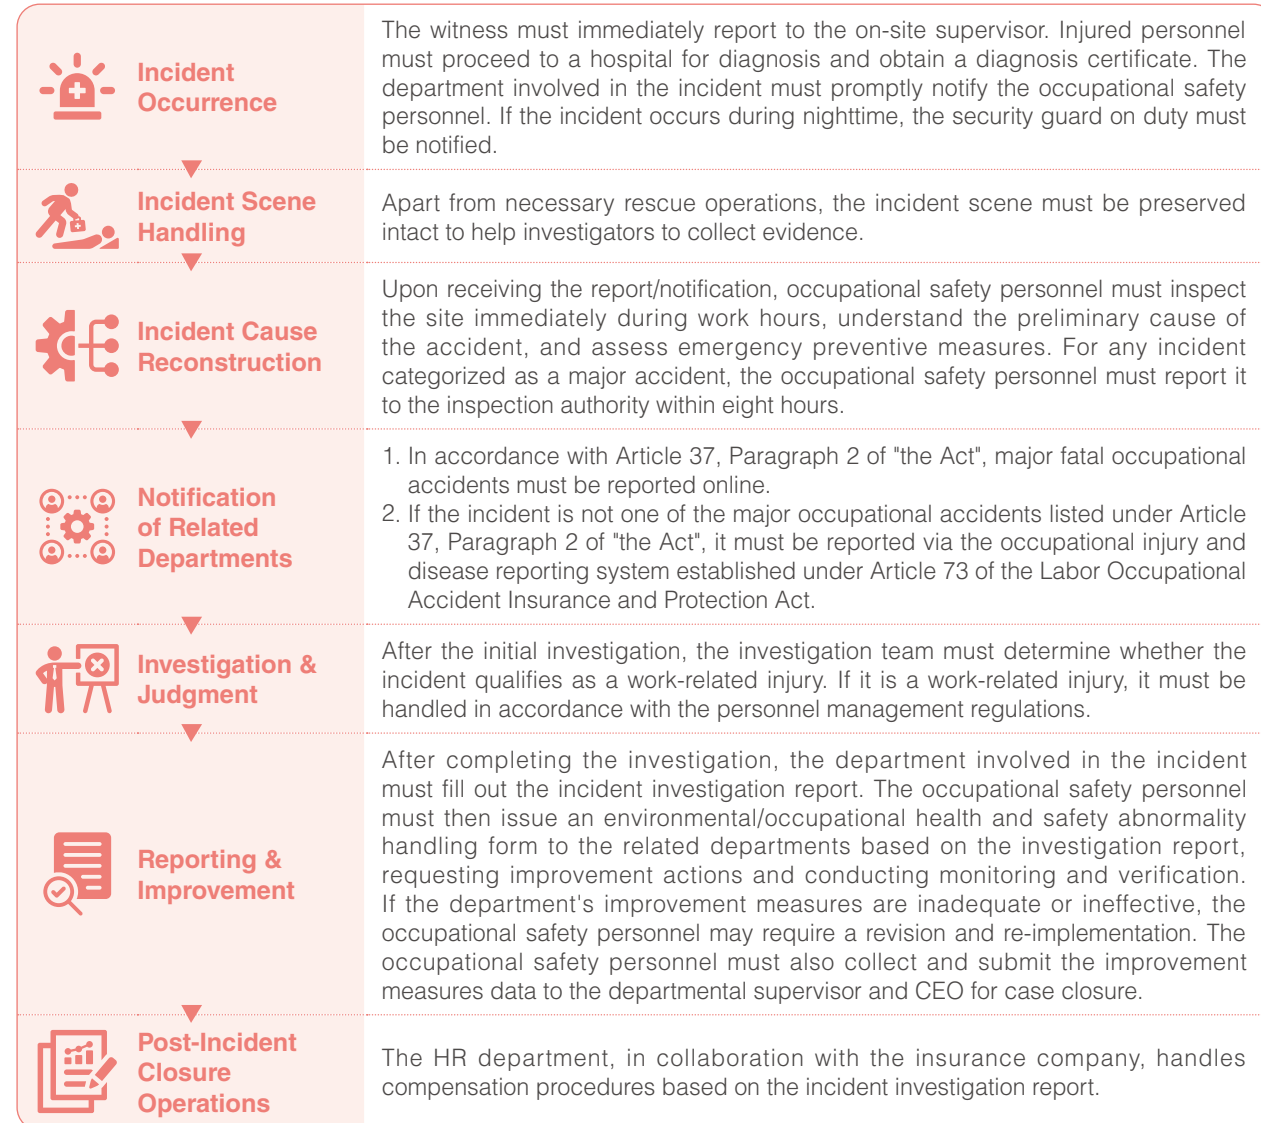 Incident
Occurrence
The witness must immediately report to the on-site supervisor. Injured personnel
must proceed to a hospital for diagnosis and obtain a diagnosis certificate. The
department involved in the incident must promptly notify the occupational safety
personnel. If the incident occurs during nighttime, the security guard on duty must
be notified.
Incident Scene
Handling
Apart from necessary rescue operations, the incident scene must be preserved
intact to help investigators to collect evidence.
Incident Cause
Reconstruction
Upon receiving the report/notification, occupational safety personnel must inspect
the site immediately during work hours, understand the preliminary cause of
the accident, and assess emergency preventive measures. For any incident
categorized as a major accident, the occupational safety personnel must report it
to the inspection authority within eight hours.
Notification
of Related
Departments
1. In accordance with Article 37, Paragraph 2 of "the Act", major fatal occupational
accidents must be reported online.
2. If the incident is not one of the major occupational accidents listed under Article
37, Paragraph 2 of "the Act", it must be reported via the occupational injury and
disease reporting system established under Article 73 of the Labor Occupational
Accident Insurance and Protection Act.
Investigation &
Judgment
After the initial investigation, the investigation team must determine whether the
incident qualifies as a work-related injury. If it is a work-related injury, it must be
handled in accordance with the personnel management regulations.
Reporting &
Improvement
After completing the investigation, the department involved in the incident
must fill out the incident investigation report. The occupational safety personnel
must then issue an environmental/occupational health and safety abnormality
handling form to the related departments based on the investigation report,
requesting improvement actions and conducting monitoring and verification.
If the department's improvement measures are inadequate or ineffective, the
occupational safety personnel may require a revision and re-implementation. The
occupational safety personnel must also collect and submit the improvement
measures data to the departmental supervisor and CEO for case closure.
Post-Incident
Closure
Operations
The HR department, in collaboration with the insurance company, handles
compensation procedures based on the incident investigation report.